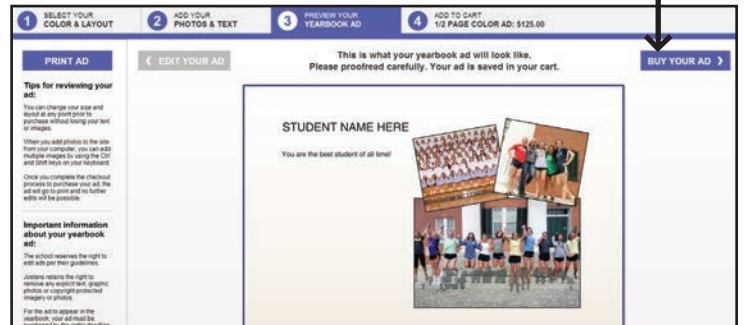 1 SELECT YOUR
COLOR & LAYOUT
2 ADD YOUR
PHOTOS & TEXT
3 PREVIEW YOUR
YEARBOOK AD
4 ADD TO CART
1/2 PAGE COLOR AD: $125.00
PRINT AD
❮ EDIT YOUR AD
This is what your yearbook ad will look like.
Please proofread carefully. Your ad is saved in your cart.
BUY YOUR AD ❯
Tips for reviewing your
ad:
You can change your size and
layout at any point prior to
purchase without losing your text
or images.
When you add photos to the site
from your computer, you can add
multiple images by using the Ctrl
and Shift keys on your keyboard.
Once you complete the checkout
process to purchase your ad, the
ad will go to print and no further
edits will be possible.
Important information
about your yearbook
ad:
The school reserves the right to
edit ads per their guidelines.
Jostens retains the right to
remove any explicit text, graphic
photos or copyright-protected
imagery or photos.
For the ad to appear in the
yearbook, your ad must be
STUDENT NAME HERE
You are the best student of all time!